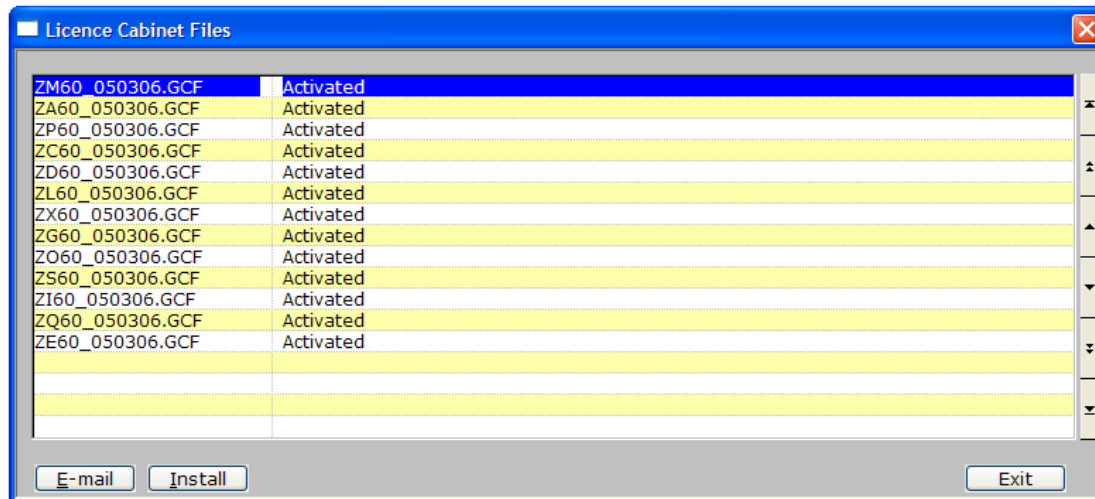 Licence Cabinet Files
ZM60_050306.GCF Activated
ZA60_050306.GCF Activated
ZP60_050306.GCF Activated
ZC60_050306.GCF Activated
ZD60_050306.GCF Activated
ZL60_050306.GCF Activated
ZX60_050306.GCF Activated
ZG60_050306.GCF Activated
ZO60_050306.GCF Activated
ZS60_050306.GCF Activated
ZI60_050306.GCF Activated
ZQ60_050306.GCF Activated
ZE60_050306.GCF Activated
E-mail Install Exit